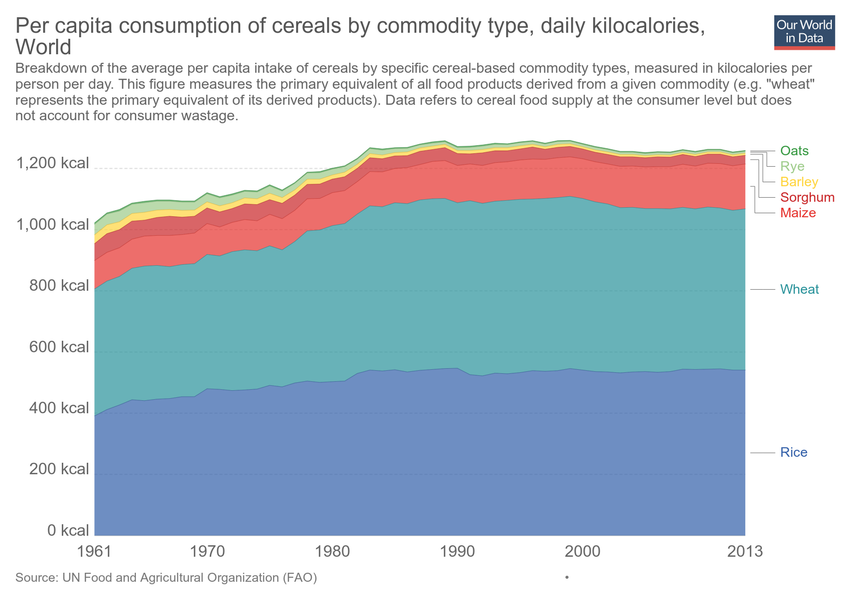 Per capita consumption of cereals by commodity type, daily kilocalories,
World
Our World
in Data
Breakdown of the average per capita intake of cereals by specific cereal-based commodity types, measured in kilocalories per
person per day. This figure measures the primary equivalent of all food products derived from a given commodity (e.g. "wheat"
represents the primary equivalent of its derived products). Data refers to cereal food supply at the consumer level but does
not account for consumer wastage.
1,200 kcal
1,000 kcal
800 kcal
600 kcal
400 kcal
200 kcal
0 kcal
Oats
Rye
Barley
Sorghum
Maize
Wheat
Rice
1961
1970
1980
1990
2000
2013
Source: UN Food and Agricultural Organization (FAO)